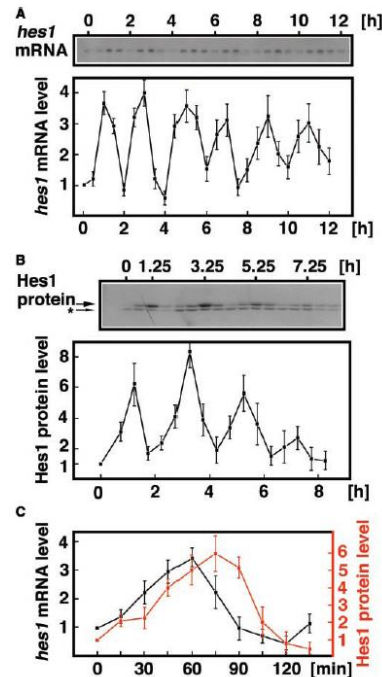 A
0 2 4 6 8 10 12
hes1
mRNA [h]
hes1 mRNA level
4
3
2
1
0 2 4 6 8 10 12 [h]
B
0 1.25 3.25 5.25 7.25 [h]
Hes1
protein
*
Hes1 protein level
8
6
4
2
1
0 2 4 6 8 [h]
C
hes1 mRNA level
4
3
2
1
Hes1 protein level
6
5
4
3
2
1
0 30 60 90 120 [min]